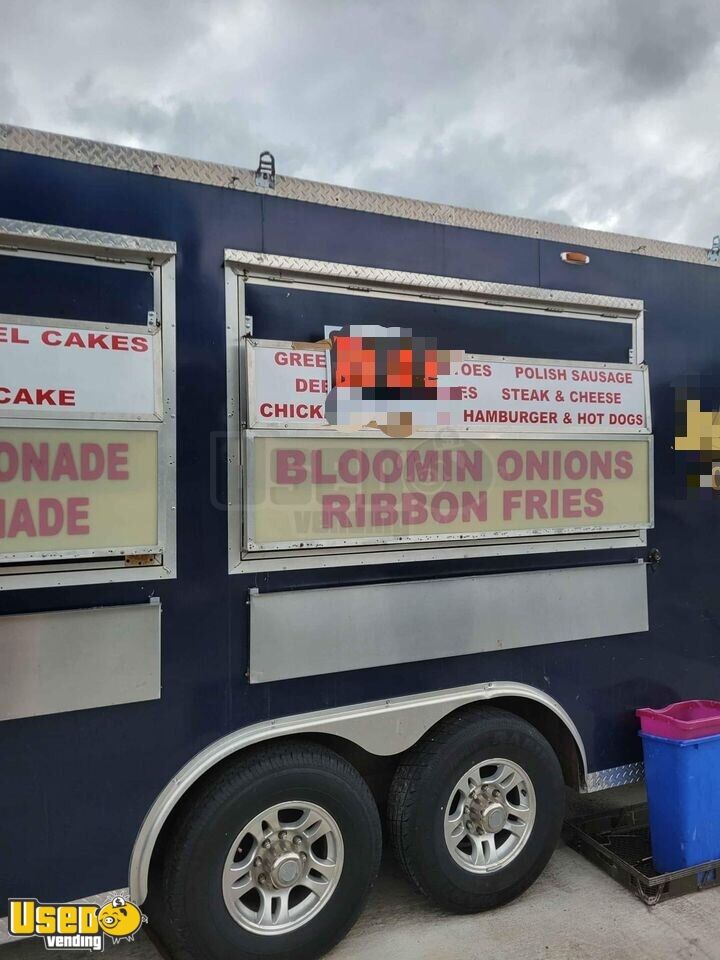 EL CAKES
CAKE
ONADE
ADE
GREE
OES
POLISH SAUSAGE
DEE
ES
STEAK & CHEESE
CHICK
HAMBURGER & HOT DOGS
BLOOMIN ONIONS
RIBBON FRIES
USED
vending